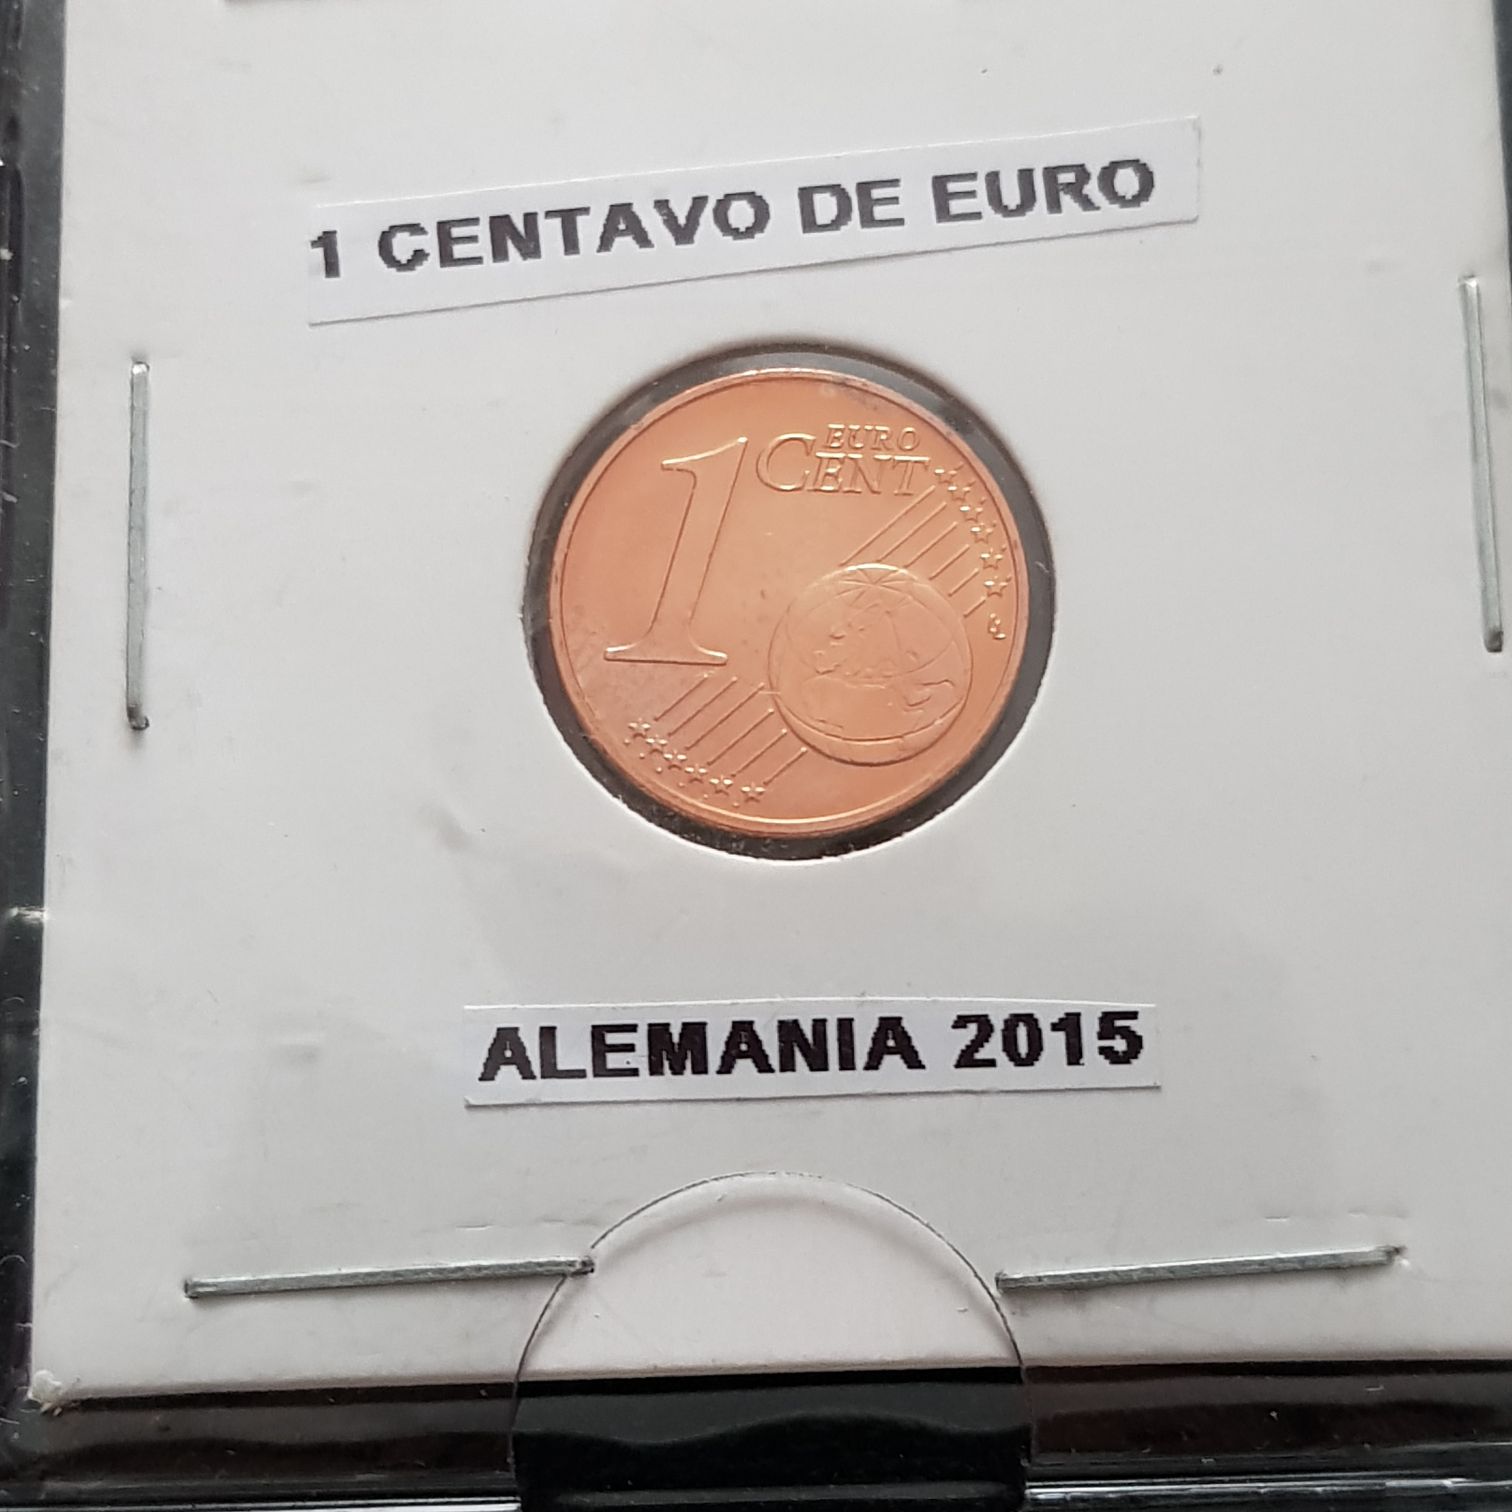 1 CENTAVO DE EURO
1 EURO
CENT
ALEMANIA 2015